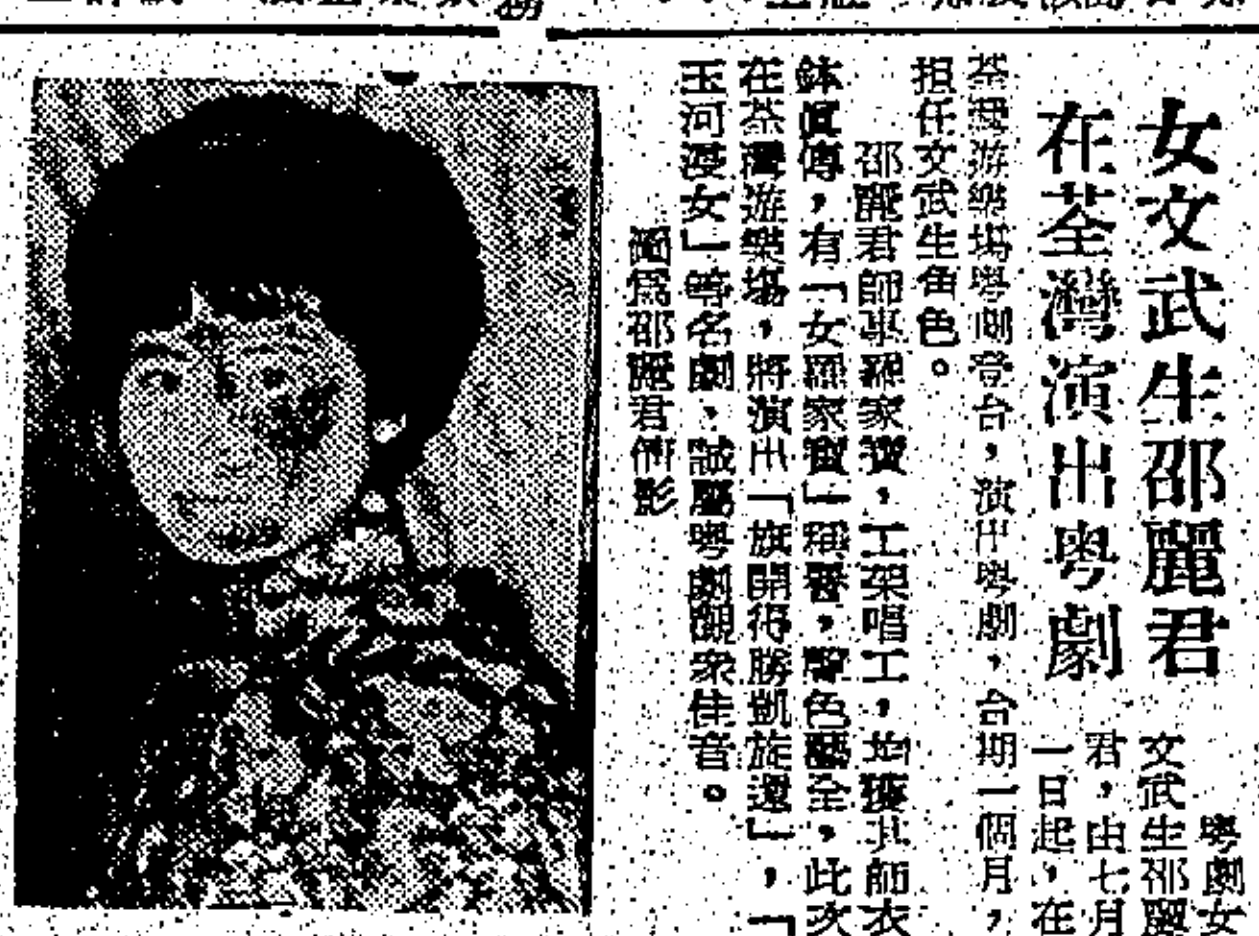 女文武生邵麗君
在荃灣演出粵劇
粵劇女
文武生邵麗
君,由七月
一日起,在
荃灣游樂場粵劇登台,演出粵劇,台期一個月,
担任文武生角色。
邵麗君師事羅家寶,工架唱工,均獲其師衣
鉢眞傳,有「女羅家寶」稱譽,聲色藝全,此次
在荃灣遊樂場,將演出「旗開得勝凱旋還」,「
玉河浸女」等名劇,誠屬粵劇觀衆佳音。
圖爲邵麗君倩影